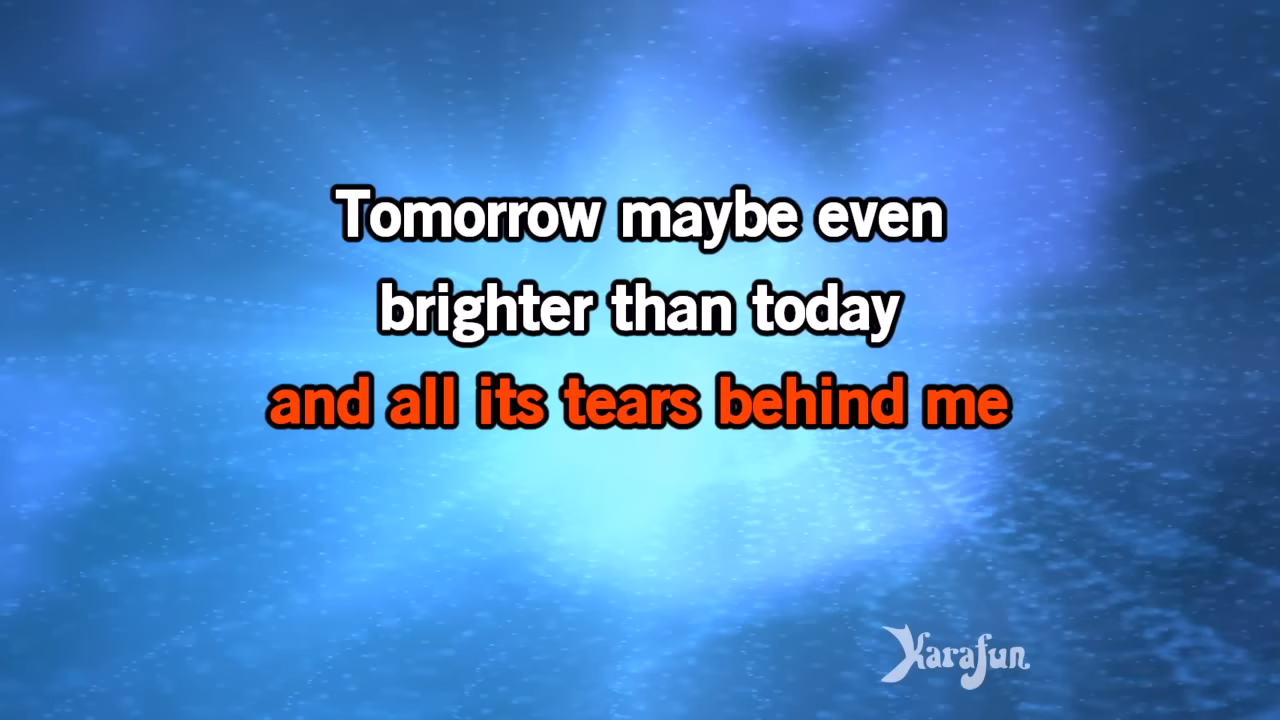 Tomorrow maybe even
brighter than today
and all its tears behind me
Karafun